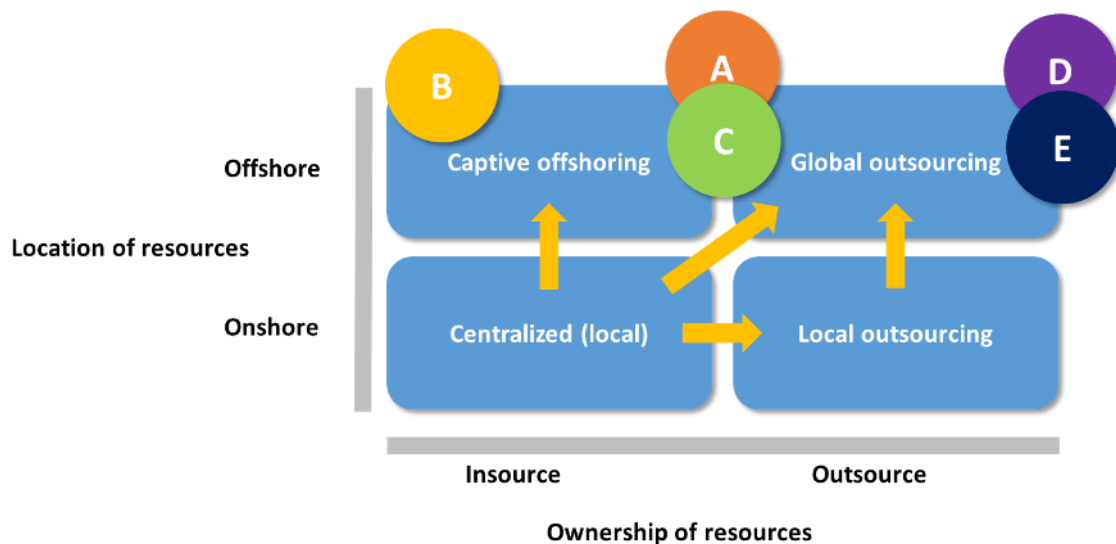 B
A
D
C
E
Offshore
Captive offshoring
Global outsourcing
Location of resources
Onshore
Centralized (local)
Local outsourcing
Insource
Outsource
Ownership of resources